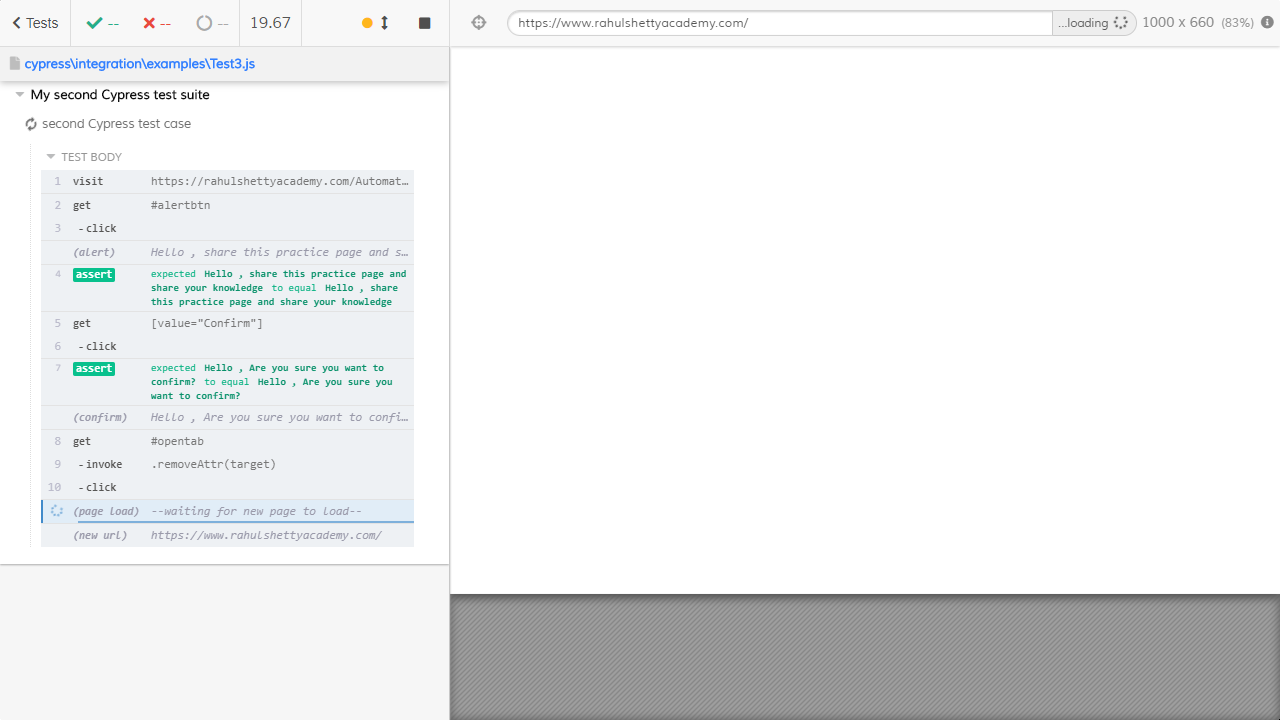 Tests -- -- -- 19.67
https://www.rahulshettyacademy.com/ ...loading 1000 x 660 (83%)
cypress\integration\examples\Test3.js
My second Cypress test suite
second Cypress test case
TEST BODY
1 visit https://rahulshettyacademy.com/Automat…
2 get #alertbtn
3 -click
(alert) Hello , share this practice page and s…
4 assert expected Hello , share this practice page and
share your knowledge to equal Hello , share
this practice page and share your knowledge
5 get [value="Confirm"]
6 -click
7 assert expected Hello , Are you sure you want to
confirm? to equal Hello , Are you sure you
want to confirm?
(confirm) Hello , Are you sure you want to confi…
8 get #opentab
9 -invoke .removeAttr(target)
10 -click
(page load) --waiting for new page to load--
(new url) https://www.rahulshettyacademy.com/